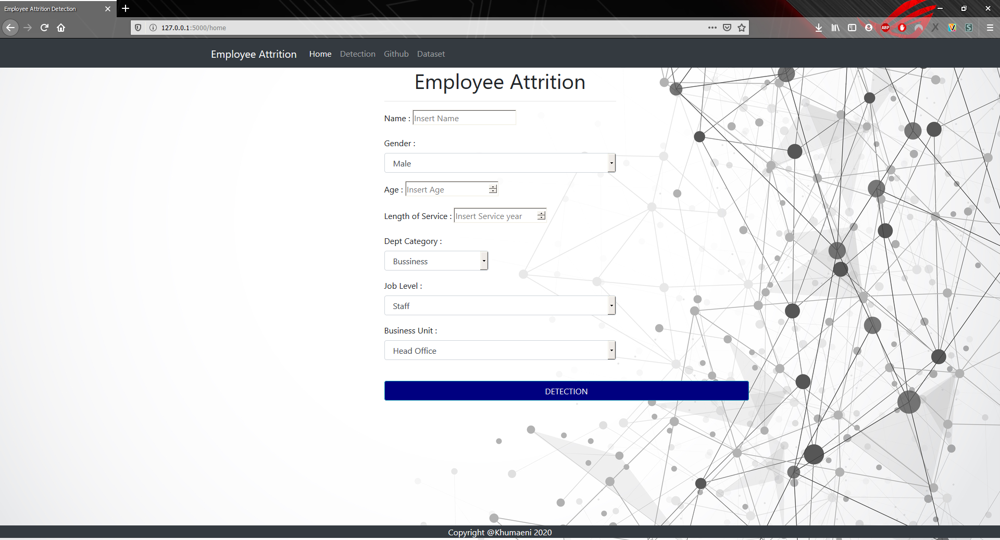 Employee Attrition Detection
127.0.0.1:5000/home
ABP
Employee Attrition Home Detection Github Dataset
Employee Attrition
Name : Insert Name
Gender :
Male
Age : Insert Age
Length of Service : Insert Service year
Dept Category :
Bussiness
Job Level :
Staff
Business Unit :
Head Office
DETECTION
Copyright @Khumaeni 2020